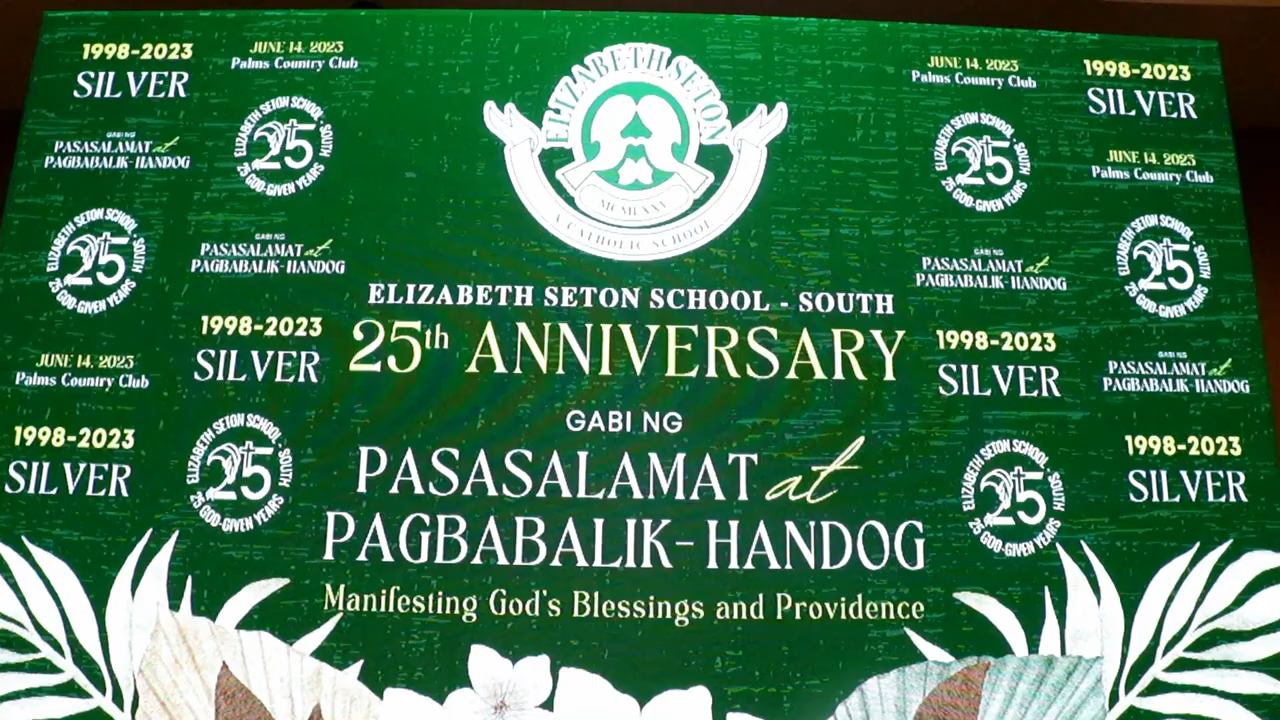 1998-2023
SILVER
JUNE 14, 2023
Palms Country Club
GABI NG
PASASALAMAT at
PAGBABALIK-HANDOG
ELIZABETH SETON SCHOOL - SOUTH
25
25 GOD-GIVEN YEARS
ELIZABETH SETON SCHOOL - SOUTH
25
25 GOD-GIVEN YEARS
GABI NG
PASASALAMAT at
PAGBABALIK-HANDOG
1998-2023
SILVER
JUNE 14, 2023
Palms Country Club
1998-2023
SILVER
ELIZABETH SETON SCHOOL - SOUTH
25
25 GOD-GIVEN YEARS
ELIZABETH SETON
MCMLXXV
A CATHOLIC SCHOOL
ELIZABETH SETON SCHOOL - SOUTH
25th ANNIVERSARY
GABI NG
PASASALAMAT at
PAGBABALIK-HANDOG
Manifesting God's Blessings and Providence
JUNE 14, 2023
Palms Country Club
1998-2023
SILVER
ELIZABETH SETON SCHOOL - SOUTH
25
25 GOD-GIVEN YEARS
JUNE 14, 2023
Palms Country Club
GABI NG
PASASALAMAT at
PAGBABALIK-HANDOG
ELIZABETH SETON SCHOOL - SOUTH
25
25 GOD-GIVEN YEARS
1998-2023
SILVER
GABI NG
PASASALAMAT at
PAGBABALIK-HANDOG
ELIZABETH SETON SCHOOL - SOUTH
25
25 GOD-GIVEN YEARS
1998-2023
SILVER